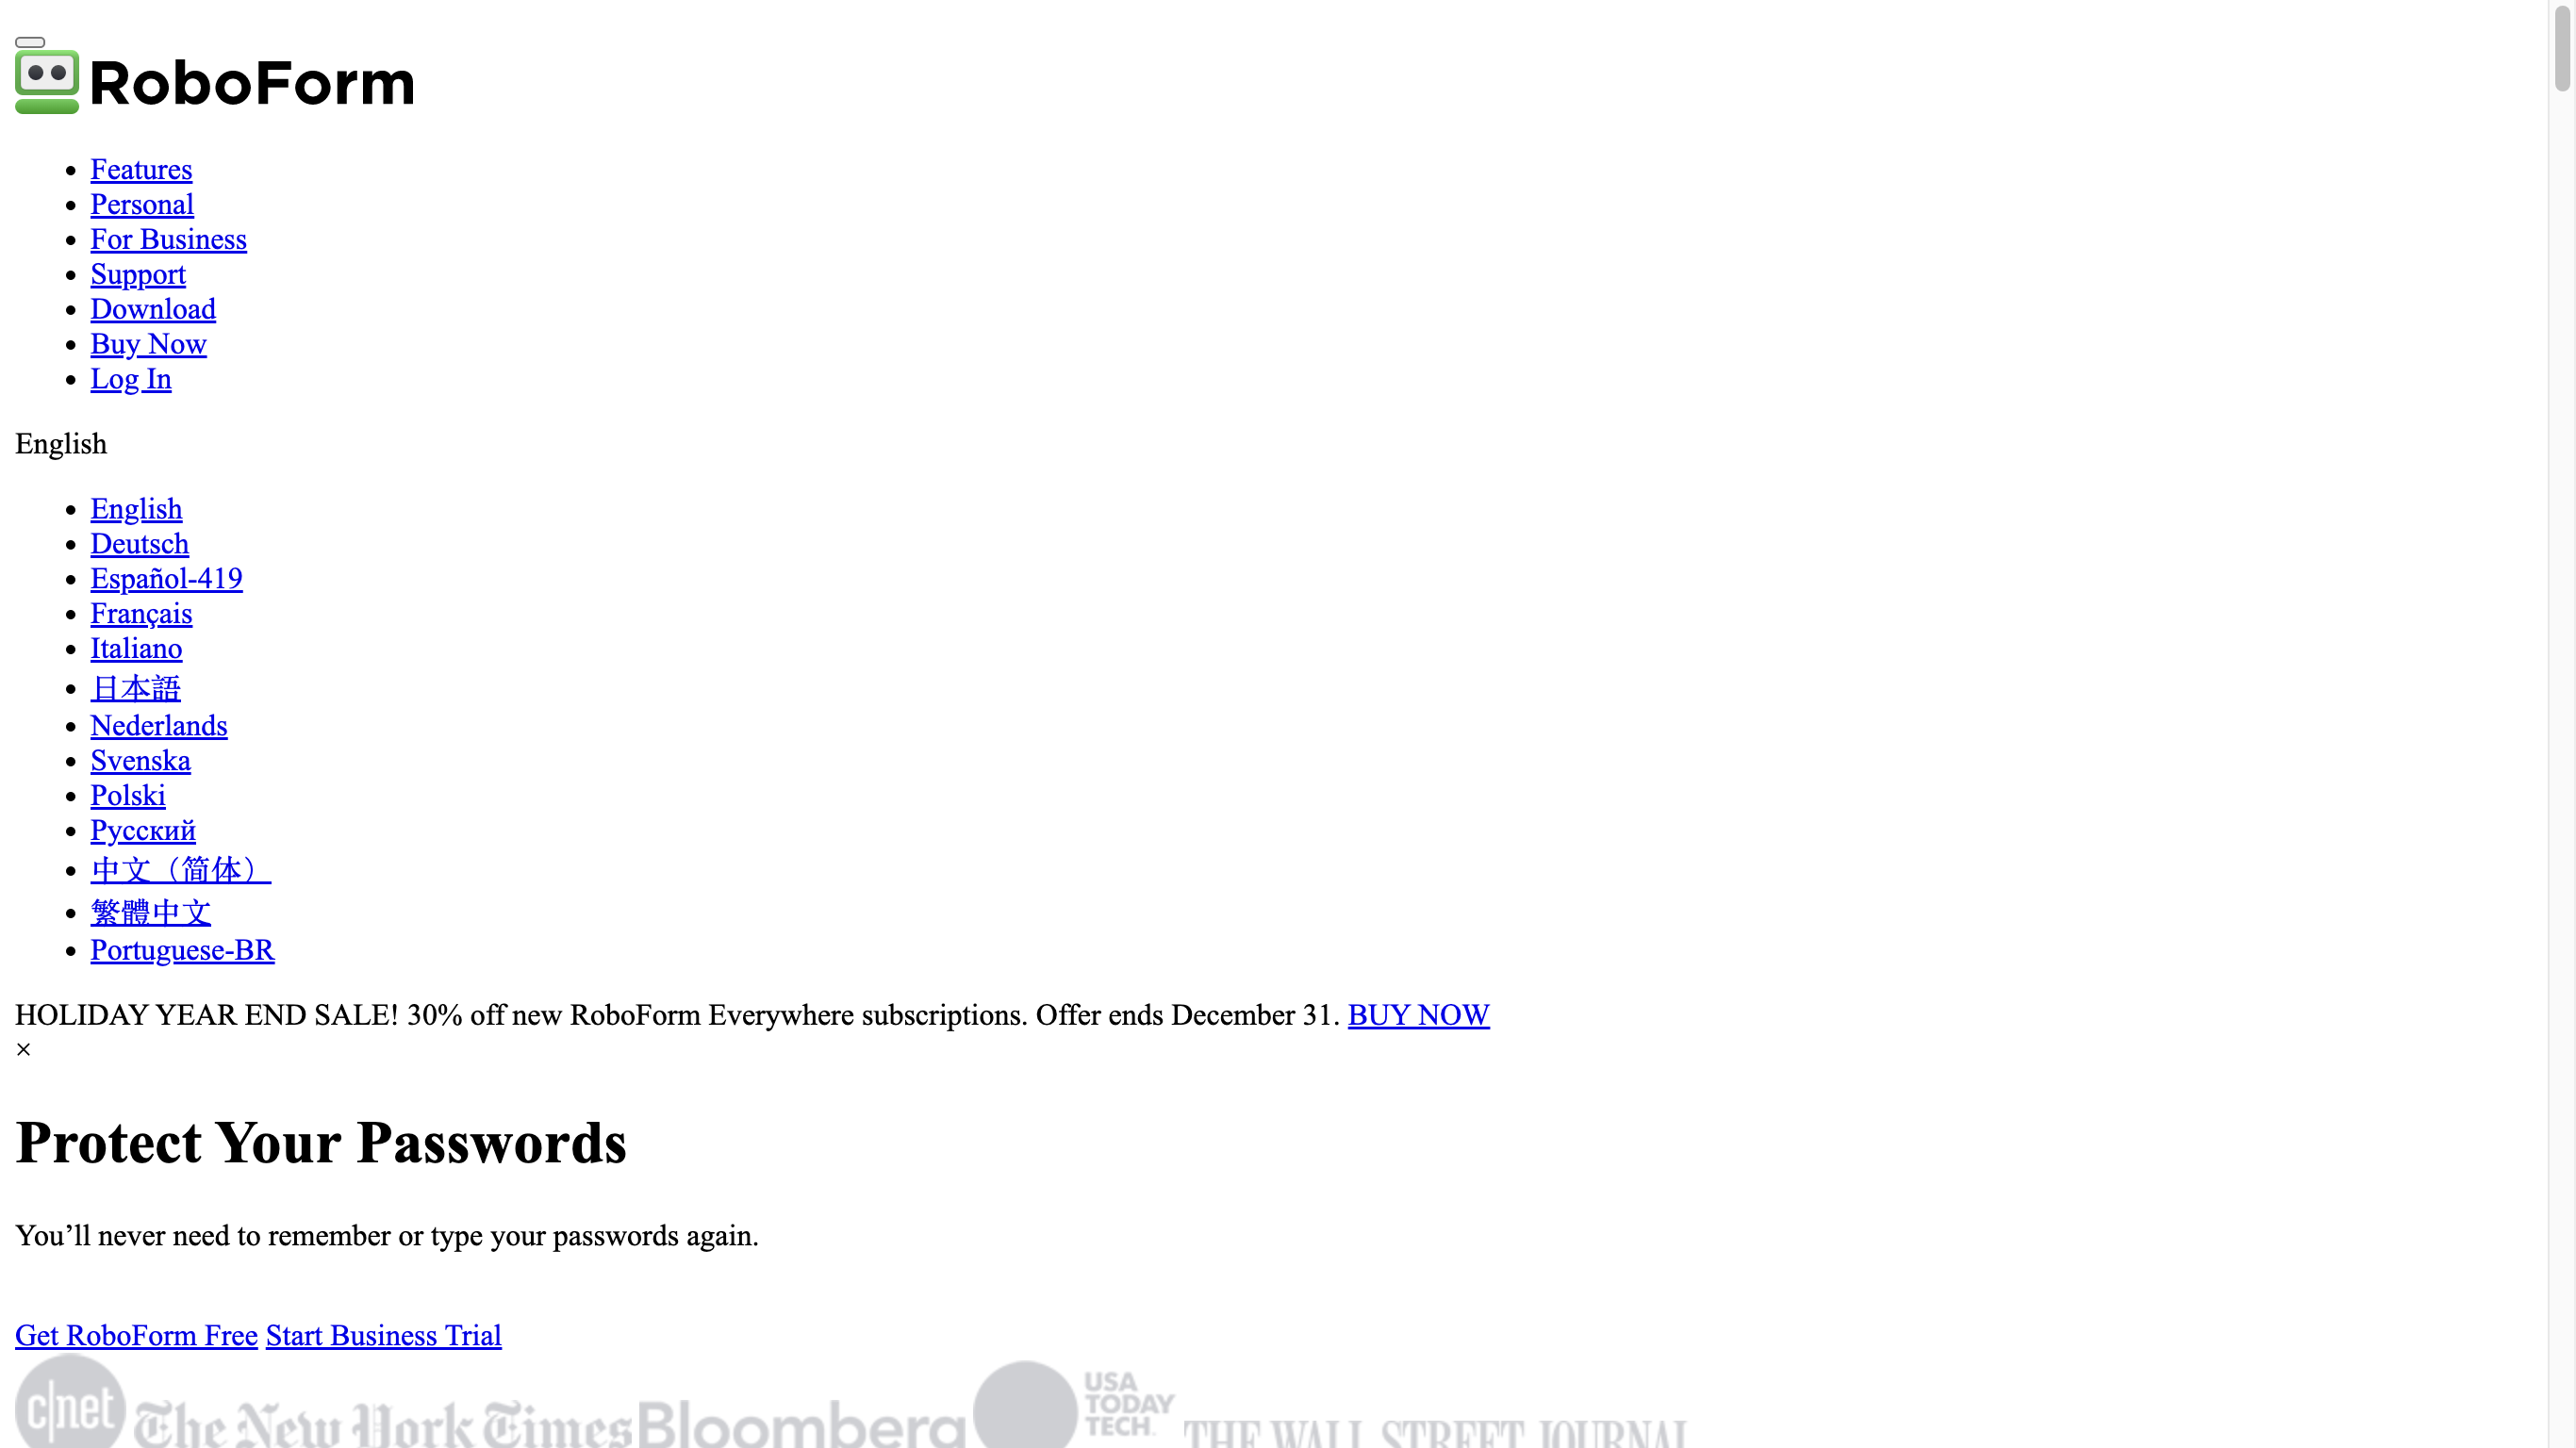 RoboForm
Features
Personal
For Business
Support
Download
Buy Now
Log In
English
English
Deutsch
Español-419
Français
Italiano
日本語
Nederlands
Svenska
Polski
Русский
中文（简体）
繁體中文
Portuguese-BR
HOLIDAY YEAR END SALE! 30% off new RoboForm Everywhere subscriptions. Offer ends December 31. BUY NOW
×
Protect Your Passwords
You’ll never need to remember or type your passwords again.
Get RoboForm Free Start Business Trial
c|net The New York Times Bloomberg USA TODAY TECH. THE WALL STREET JOURNAL